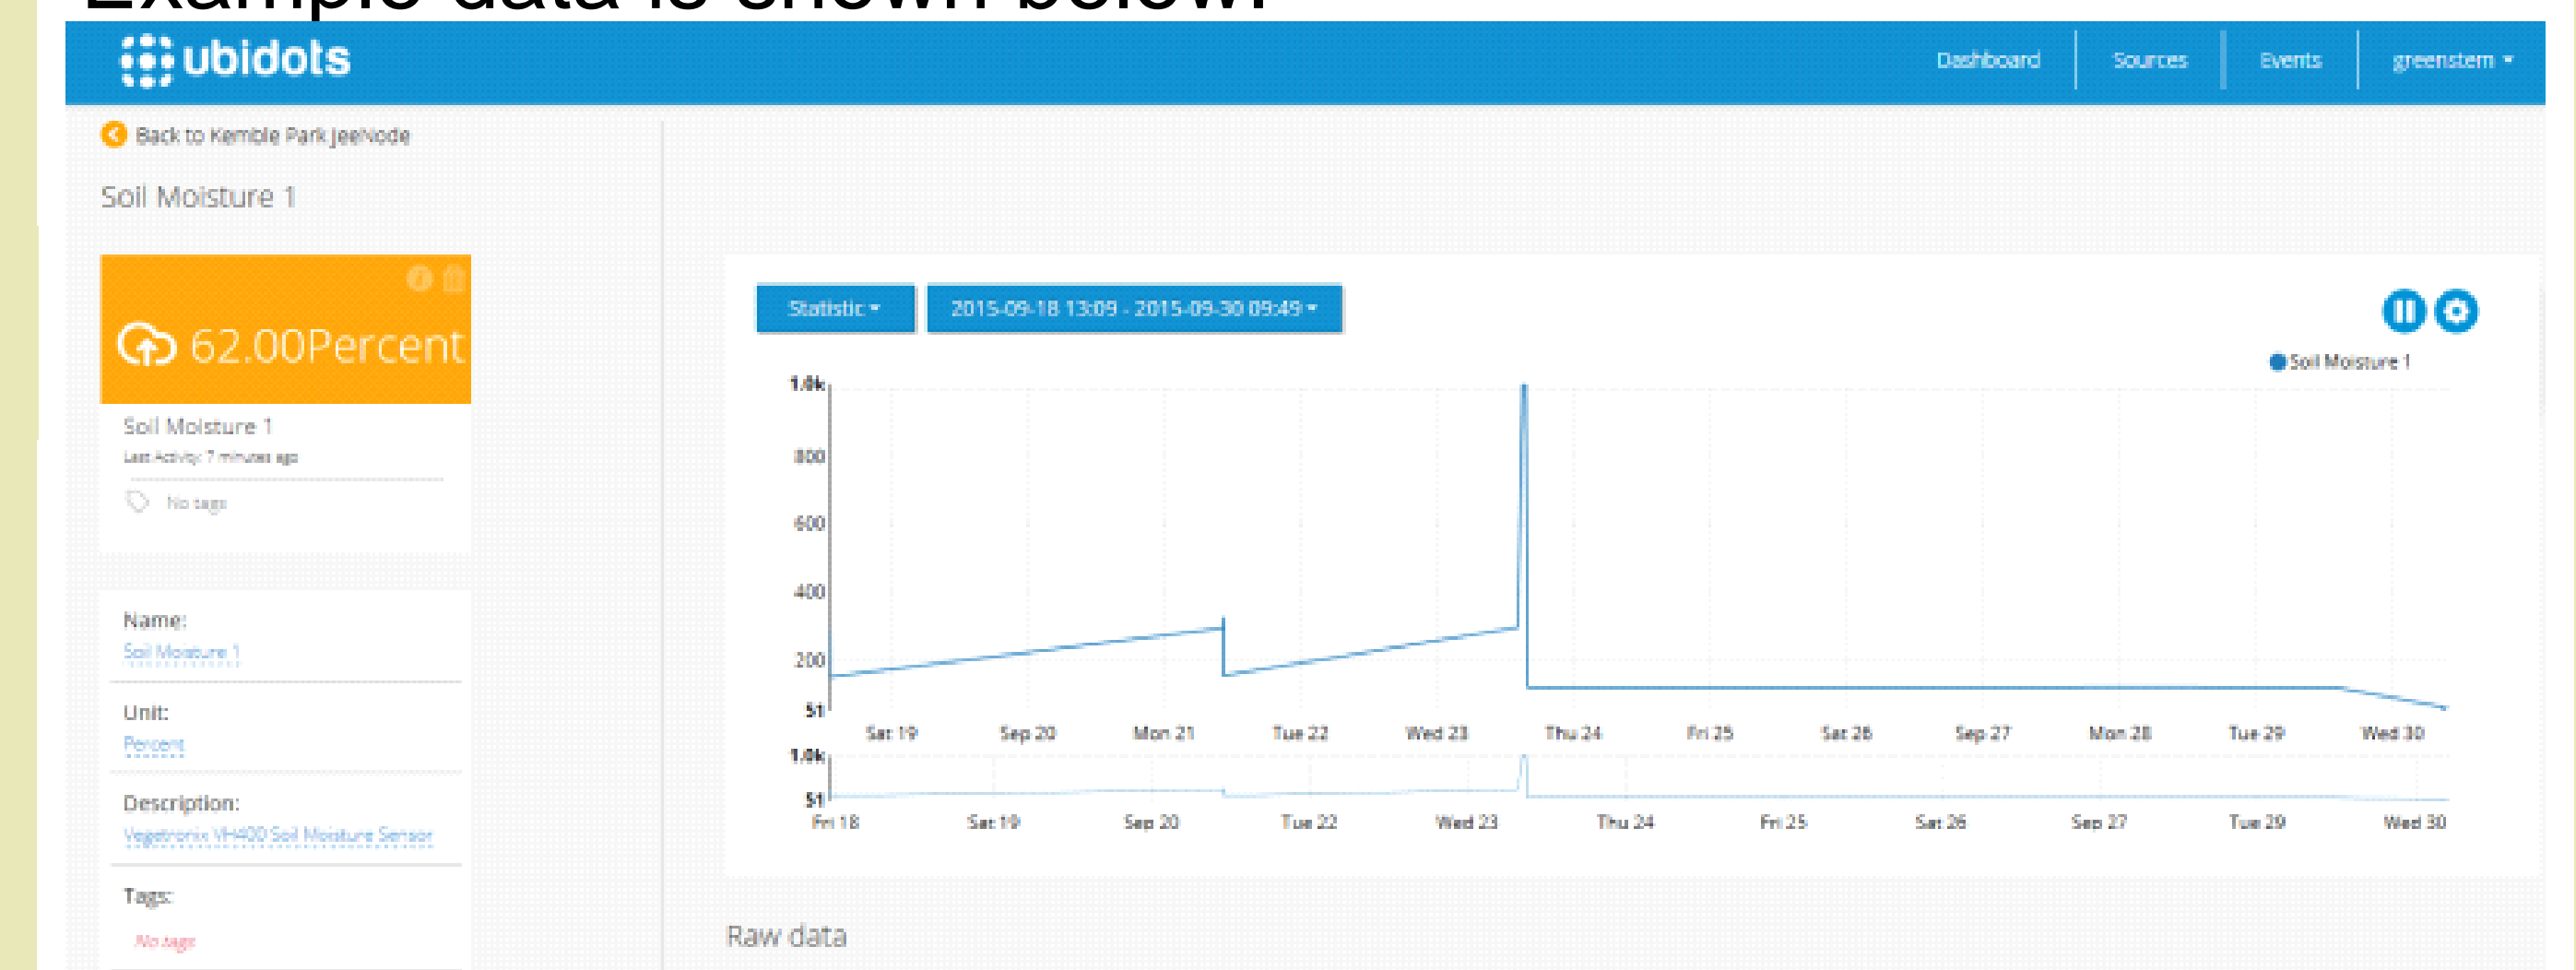 Example data is shown below.
ubidots
Dashboard Sources Events greenstem
Back to Kemble Park JeeNode
Soil Moisture 1
62.00Percent
Soil Moisture 1
Last Activity: 7 minutes ago
No tags
Name:
Soil Moisture 1
Unit:
Percent
Description:
Vegetronix VH400 Soil Moisture Sensor
Tags:
No tags
Statistic 2015-09-18 13:09 - 2015-09-30 09:49
Soil Moisture 1
1.0k
800
600
400
200
51
Sat 19 Sep 20 Mon 21 Tue 22 Wed 23 Thu 24 Fri 25 Sat 26 Sep 27 Mon 28 Tue 29 Wed 30
1.0k
51
Fri 18 Sat 19 Sep 20 Tue 22 Wed 23 Thu 24 Fri 25 Sat 26 Sep 27 Tue 29 Wed 30
Raw data